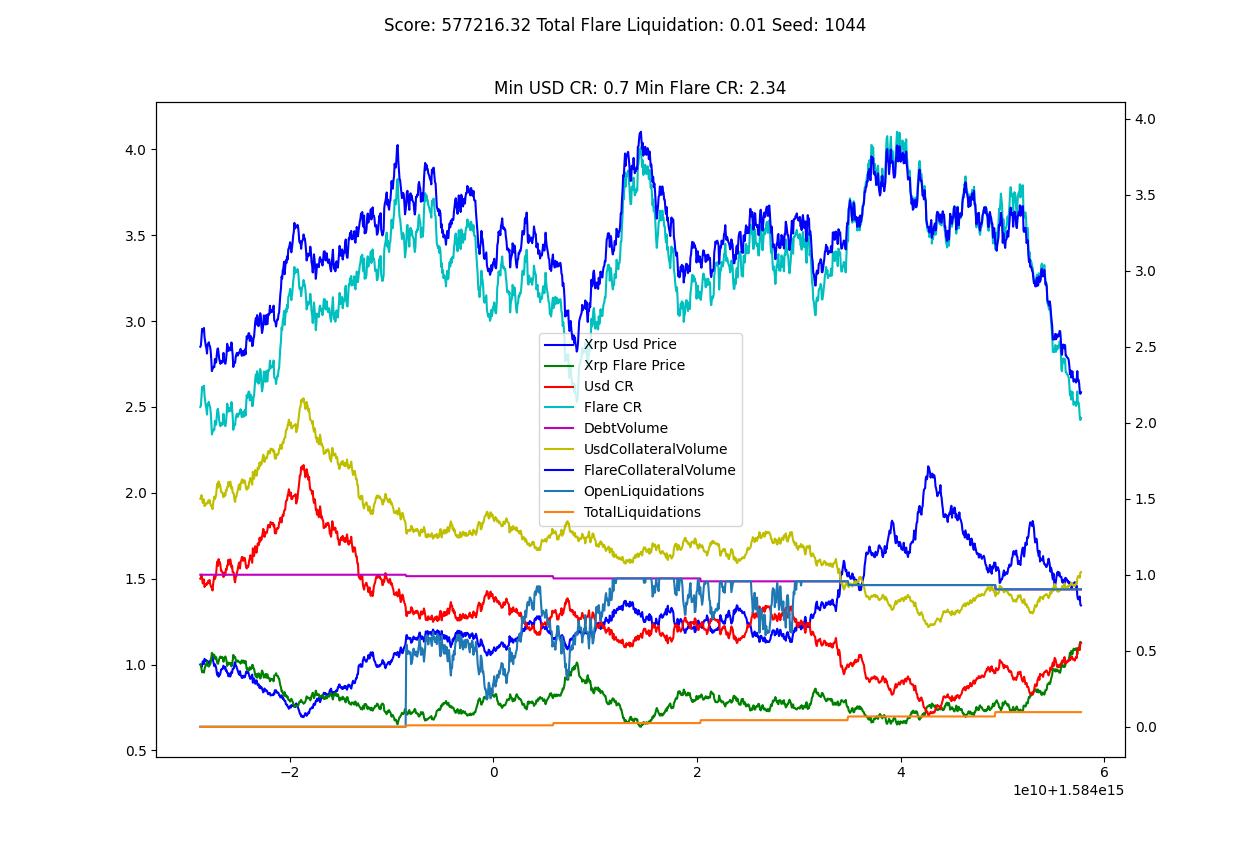 Score: 577216.32 Total Flare Liquidation: 0.01 Seed: 1044
Min USD CR: 0.7 Min Flare CR: 2.34
4.0
3.5
3.0
2.5
2.0
1.5
1.0
0.5
4.0
3.5
3.0
2.5
2.0
1.5
1.0
0.5
0.0
Xrp Usd Price
Xrp Flare Price
Usd CR
Flare CR
DebtVolume
UsdCollateralVolume
FlareCollateralVolume
OpenLiquidations
TotalLiquidations
−2 0 2 4 6
1e10+1.584e15